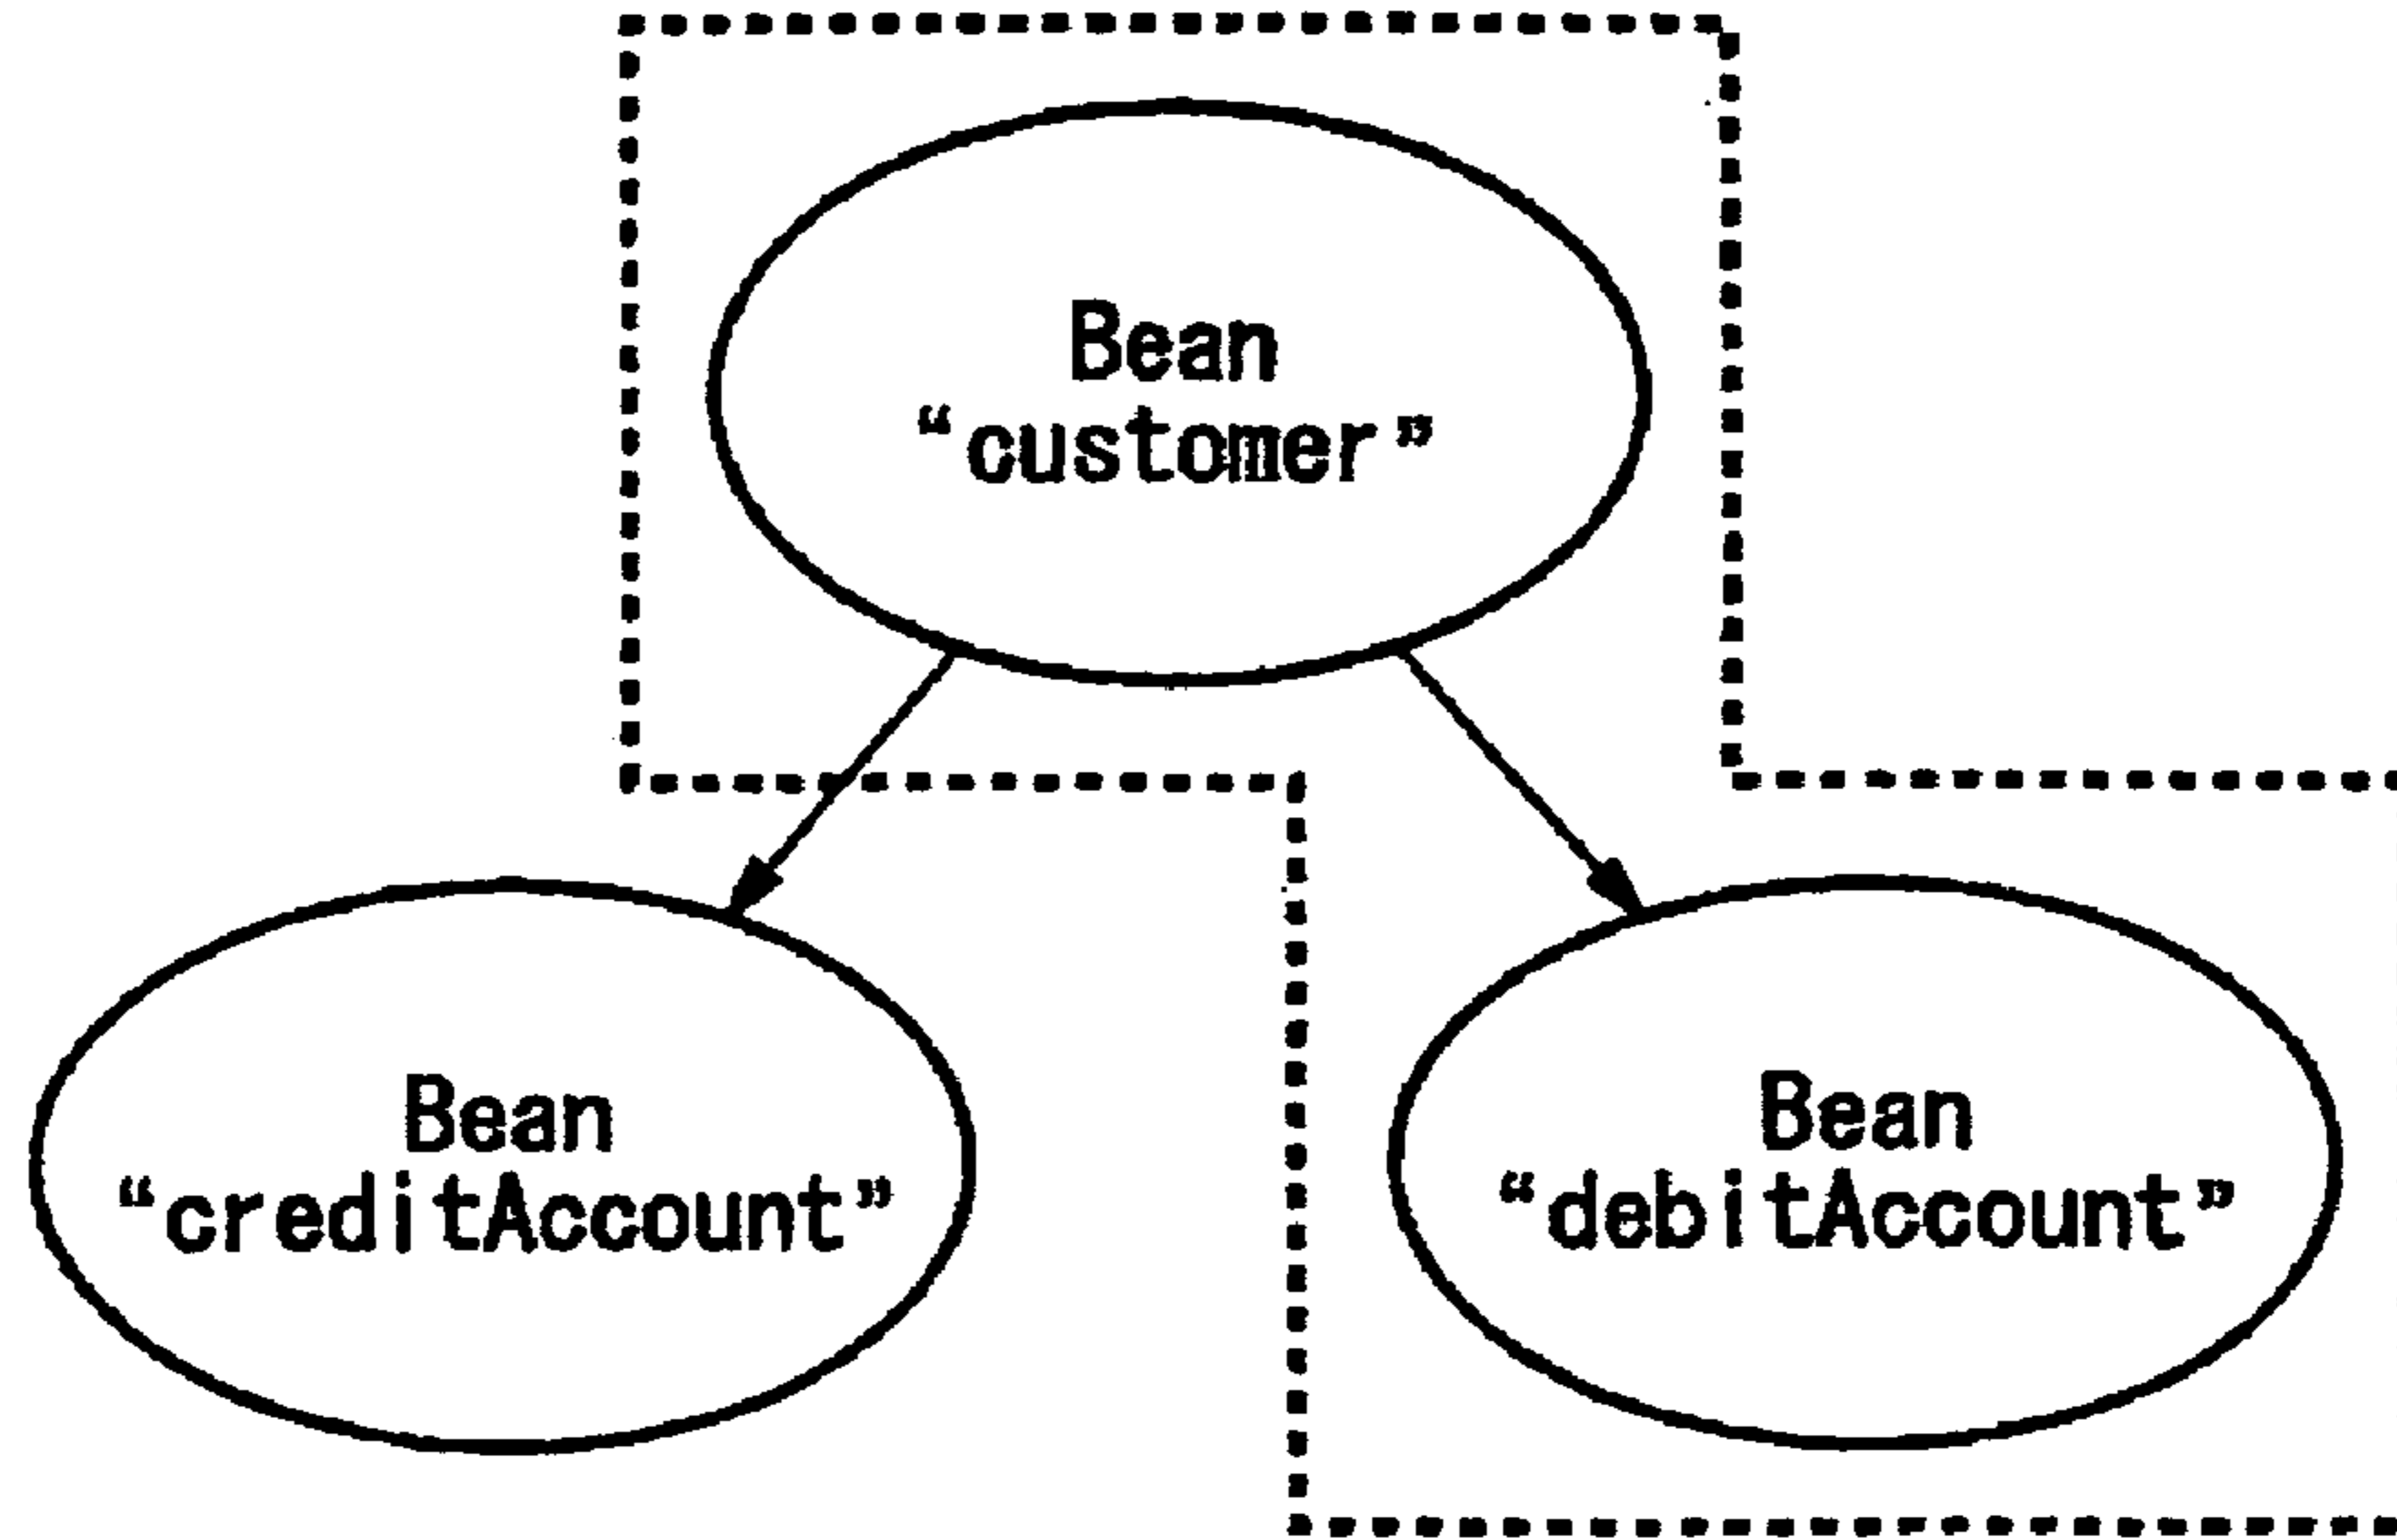 Bean
“customer”
Bean
“creditAccount”
Bean
“debitAccount”